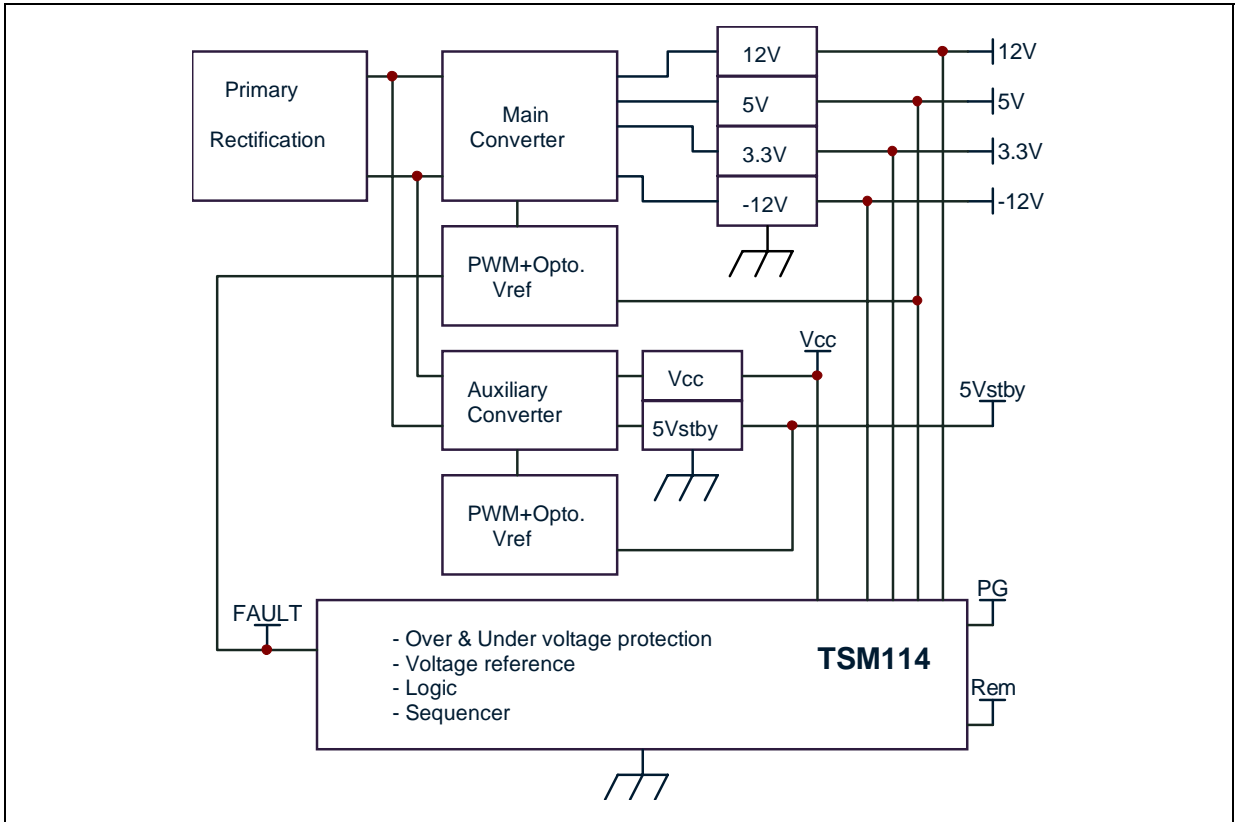 Primary
Rectification
Main
Converter
12V
5V
3.3V
-12V
12V
5V
3.3V
-12V
PWM+Opto.
Vref
Auxiliary
Converter
Vcc
5Vstby
Vcc
5Vstby
PWM+Opto.
Vref
FAULT
- Over & Under voltage protection
- Voltage reference
- Logic
- Sequencer
TSM114
PG
Rem